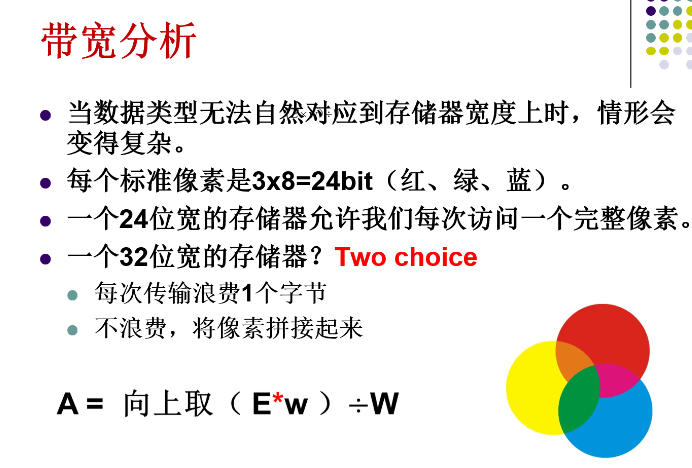 带宽分析
当数据类型无法自然对应到存储器宽度上时，情形会
变得复杂。
每个标准像素是3x8=24bit（红、绿、蓝）。
一个24位宽的存储器允许我们每次访问一个完整像素。
一个32位宽的存储器？Two choice
每次传输浪费1个字节
不浪费，将像素拼接起来
A = 向上取（ E*w ）÷W